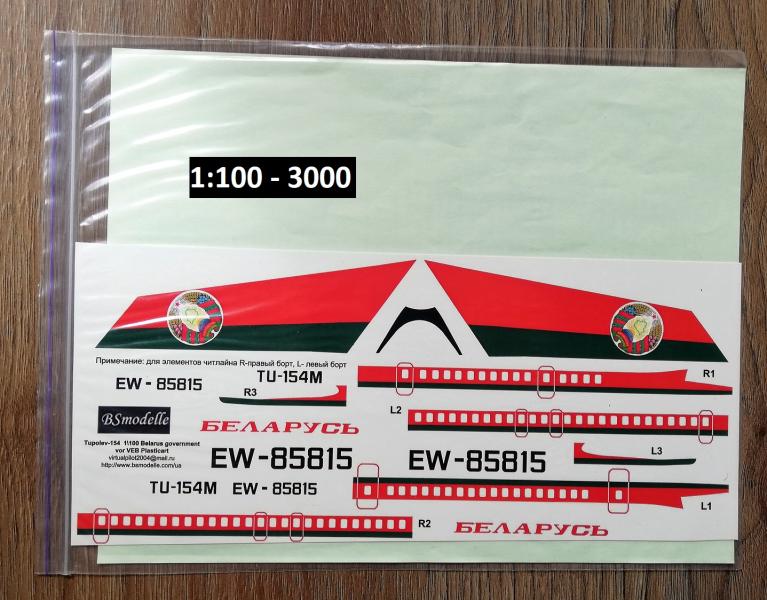 1:100 - 3000
Примечание: для элементов читлайна R-правый борт, L- левый борт
EW - 85815
TU-154M
R3
R1
BSmodelle
БЕЛАРУСЬ
L2
Tupolev-154 1\100 Belarus government
vor VEB Plasticart
virtualpilot2004@mail.ru
http://www.bsmodelle.com/ua
EW-85815
EW-85815
L3
TU-154M
EW - 85815
L1
R2
БЕЛАРУСЬ